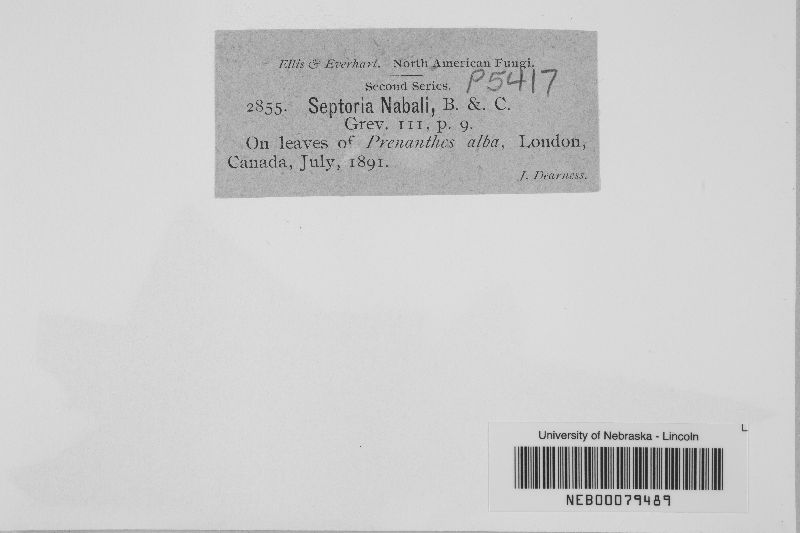 Ellis & Everhart. North American Fungi.
Second Series. P5417
2855. Septoria Nabali, B. &. C.
Grev. III, p. 9.
On leaves of Prenanthes alba, London,
Canada, July, 1891.
J. Dearness.
L
University of Nebraska - Lincoln
NEB00079489